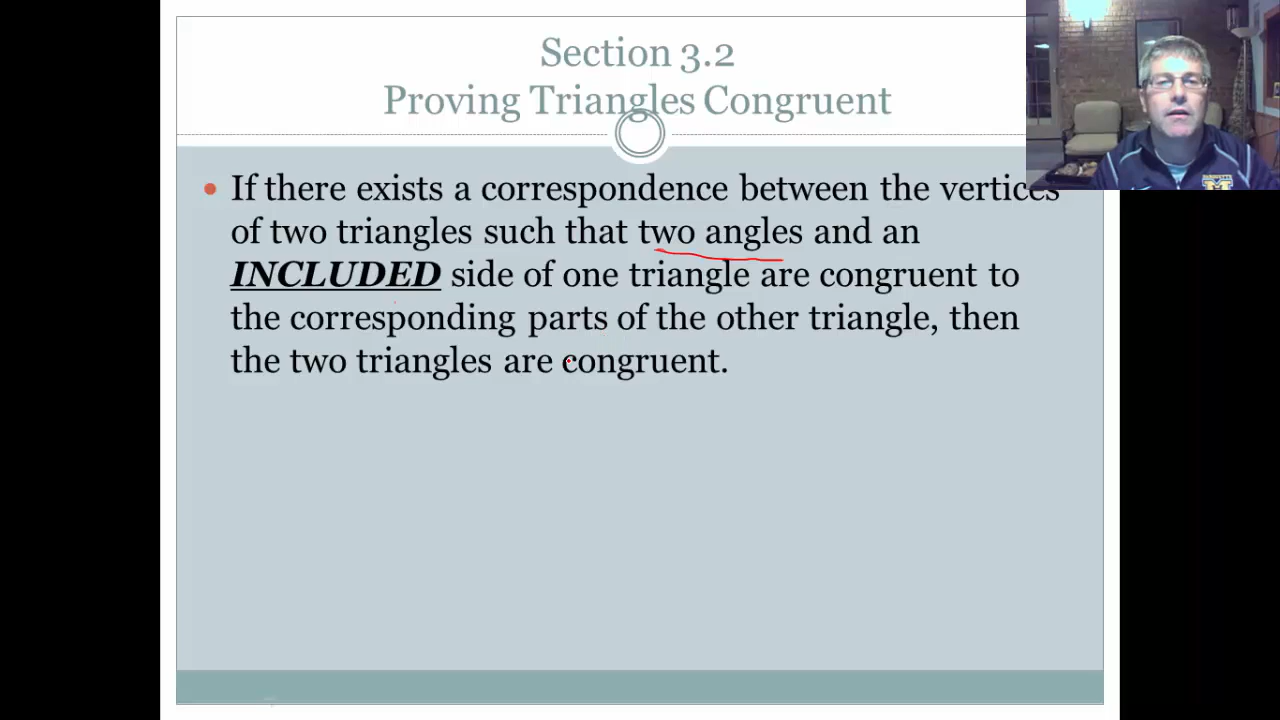 Section 3.2
Proving Triangles Congruent
If there exists a correspondence between the vertices
of two triangles such that two angles and an
INCLUDED side of one triangle are congruent to
the corresponding parts of the other triangle, then
the two triangles are congruent.